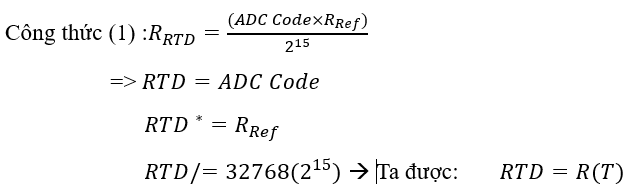 Công thức (1) :R_RTD = (ADC Code×R_Ref)/2^15
=> RTD = ADC Code
RTD * = R_Ref
RTD/= 32768(2^15) → Ta được: RTD = R(T)